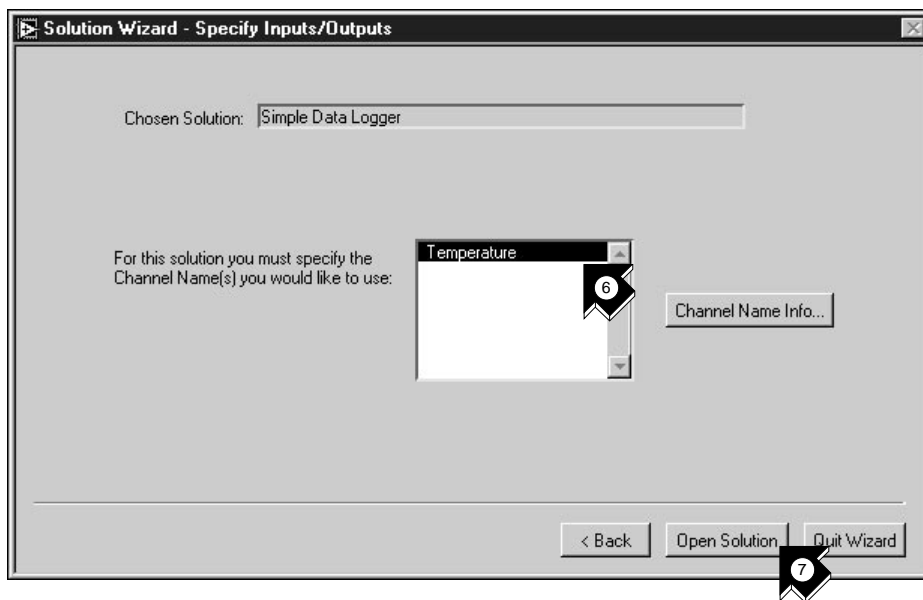 Solution Wizard - Specify Inputs/Outputs
Chosen Solution: Simple Data Logger
For this solution you must specify the
Channel Name(s) you would like to use:
Temperature
6
Channel Name Info...
< Back
Open Solution
Quit Wizard
7